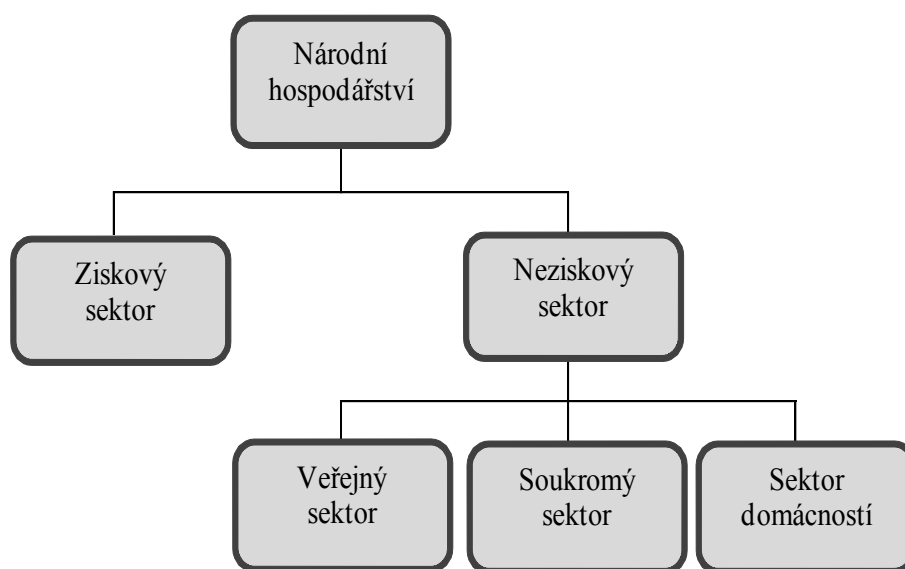 Národní
hospodářství
Ziskový
sektor
Neziskový
sektor
Veřejný
sektor
Soukromý
sektor
Sektor
domácností